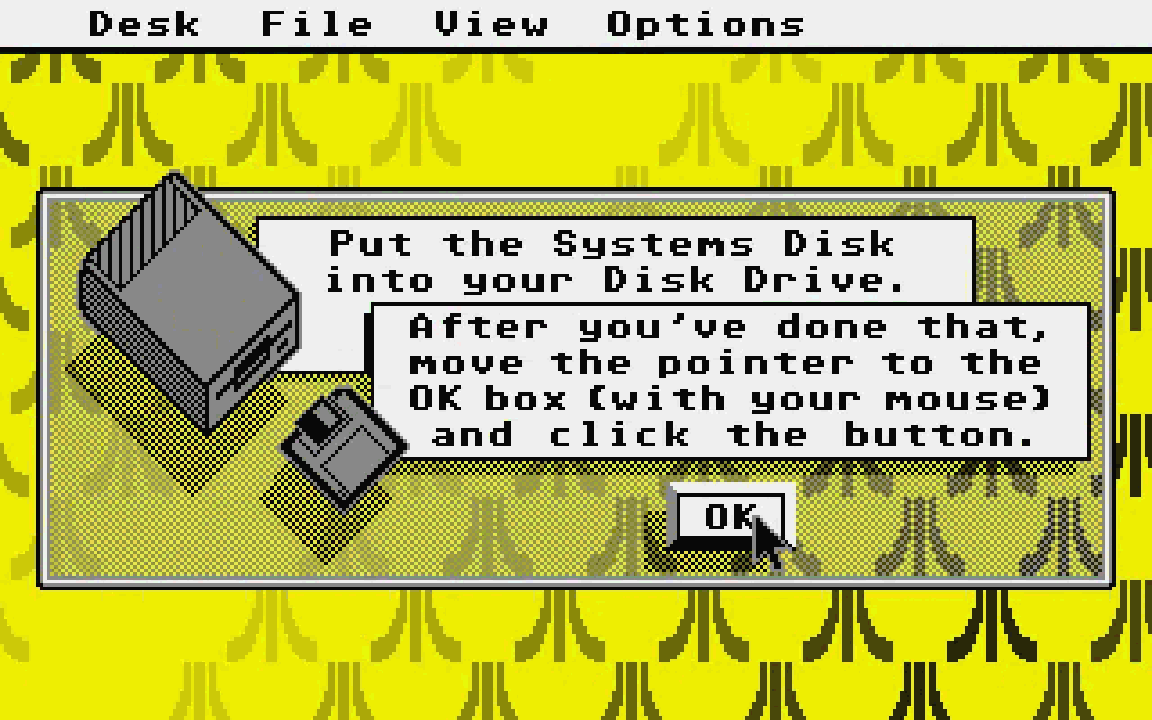 Desk File View Options
Put the Systems Disk
into your Disk Drive.
After you've done that,
move the pointer to the
OK box (with your mouse)
and click the button.
OK